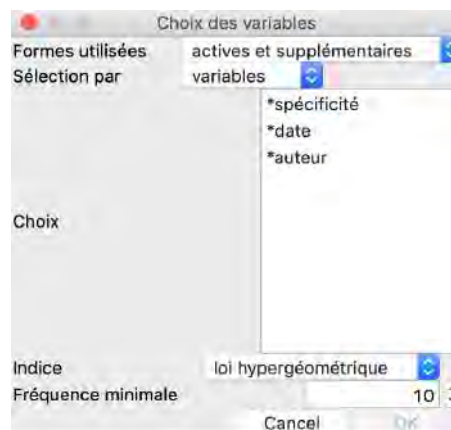 Choix des variables
Formes utilisées actives et supplémentaires
Sélection par variables
*spécificité
*date
*auteur
Choix
Indice loi hypergéométrique
Fréquence minimale 10
Cancel OK